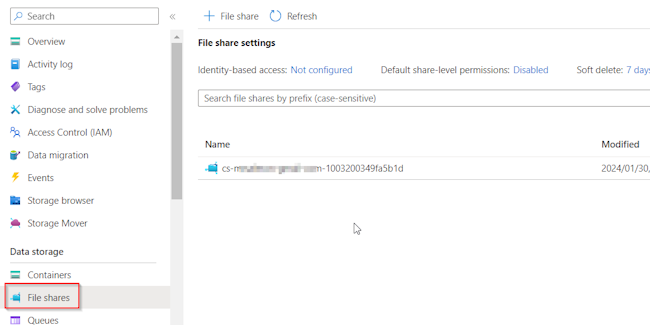 Search
«
Overview
Activity log
Tags
Diagnose and solve problems
Access Control (IAM)
Data migration
Events
Storage browser
Storage Mover
Data storage
Containers
File shares
Queues
+ File share Refresh
File share settings
Identity-based access: Not configured Default share-level permissions: Disabled Soft delete: 7 days
Search file shares by prefix (case-sensitive)
Name Modified
-1003200349fa5b1d 2024/01/30,